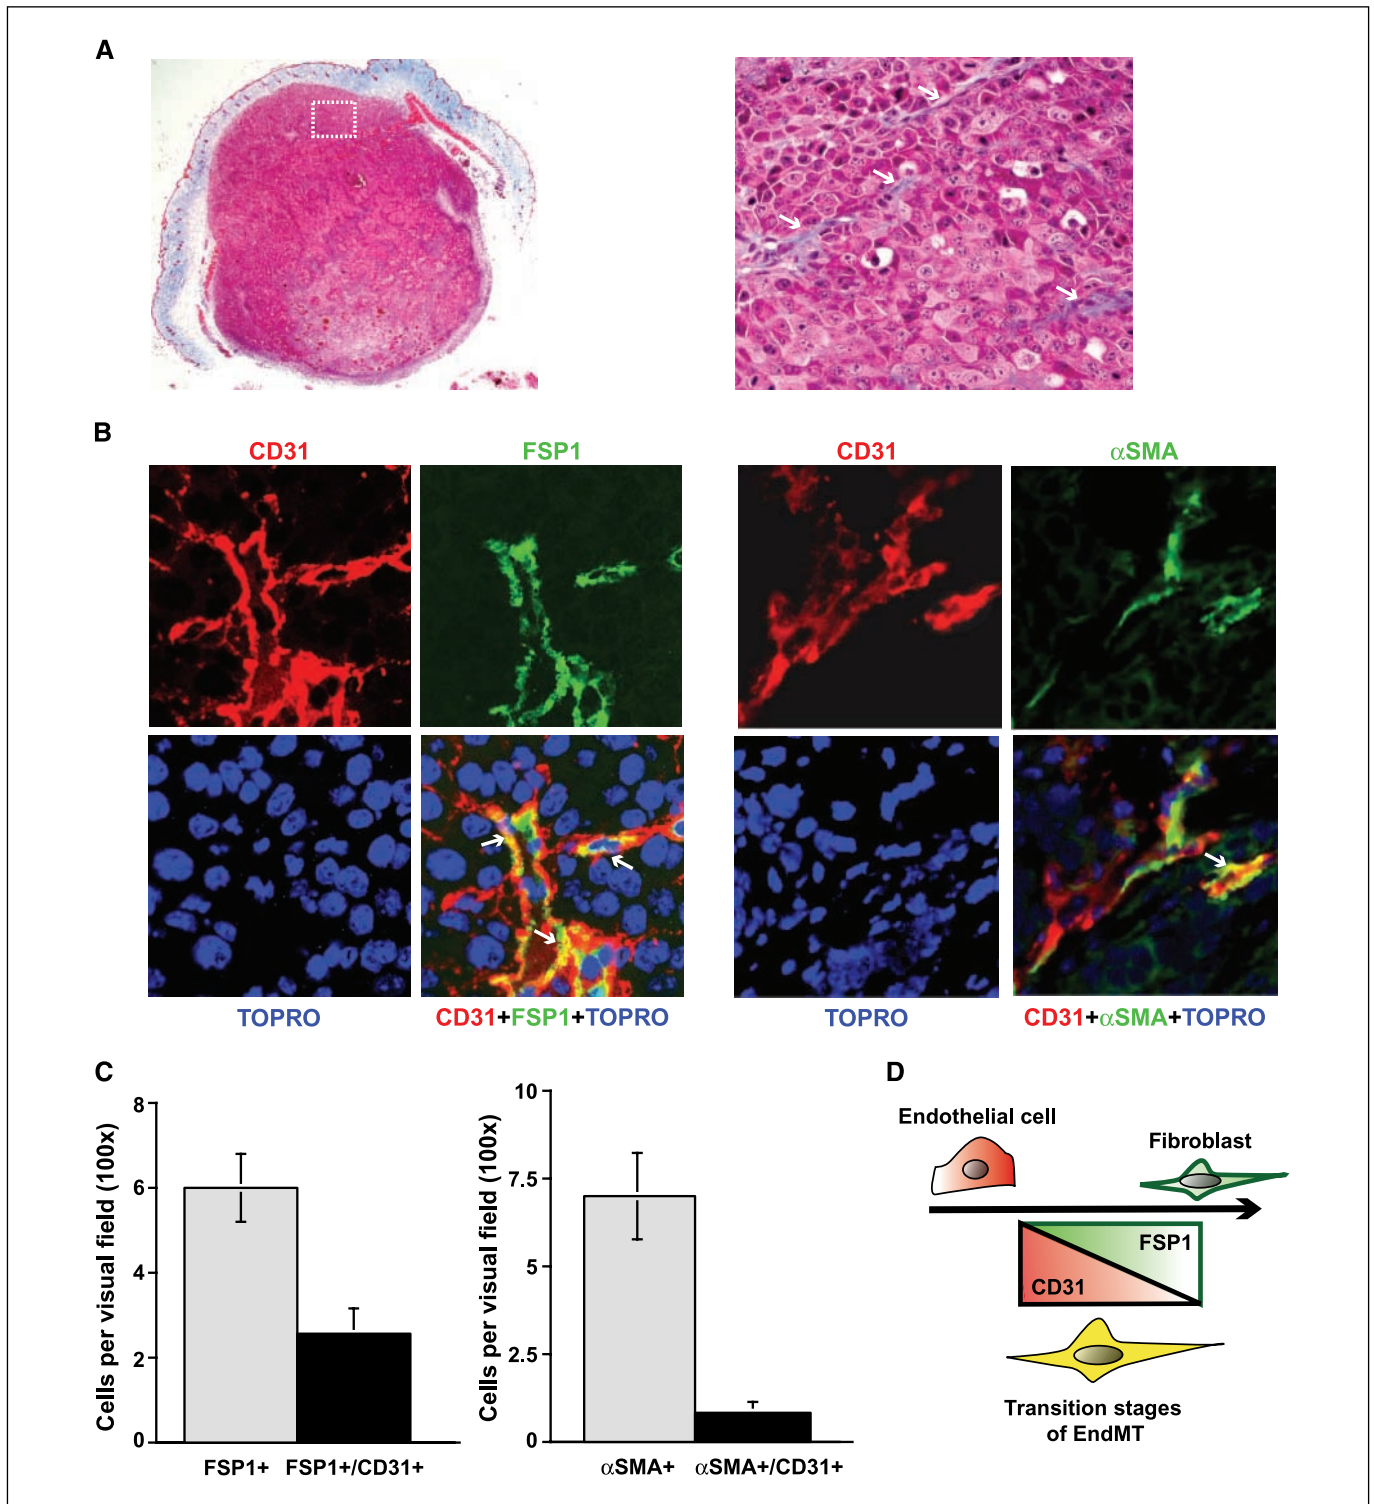 A
B
CD31 FSP1 CD31 αSMA
TOPRO CD31+FSP1+TOPRO TOPRO CD31+αSMA+TOPRO
C
Cells per visual field (100x)
8
6
4
2
0
FSP1+ FSP1+/CD31+
Cells per visual field (100x)
10
7.5
5
2.5
0
αSMA+ αSMA+/CD31+
D
Endothelial cell
Fibroblast
FSP1
CD31
Transition stages
of EndMT